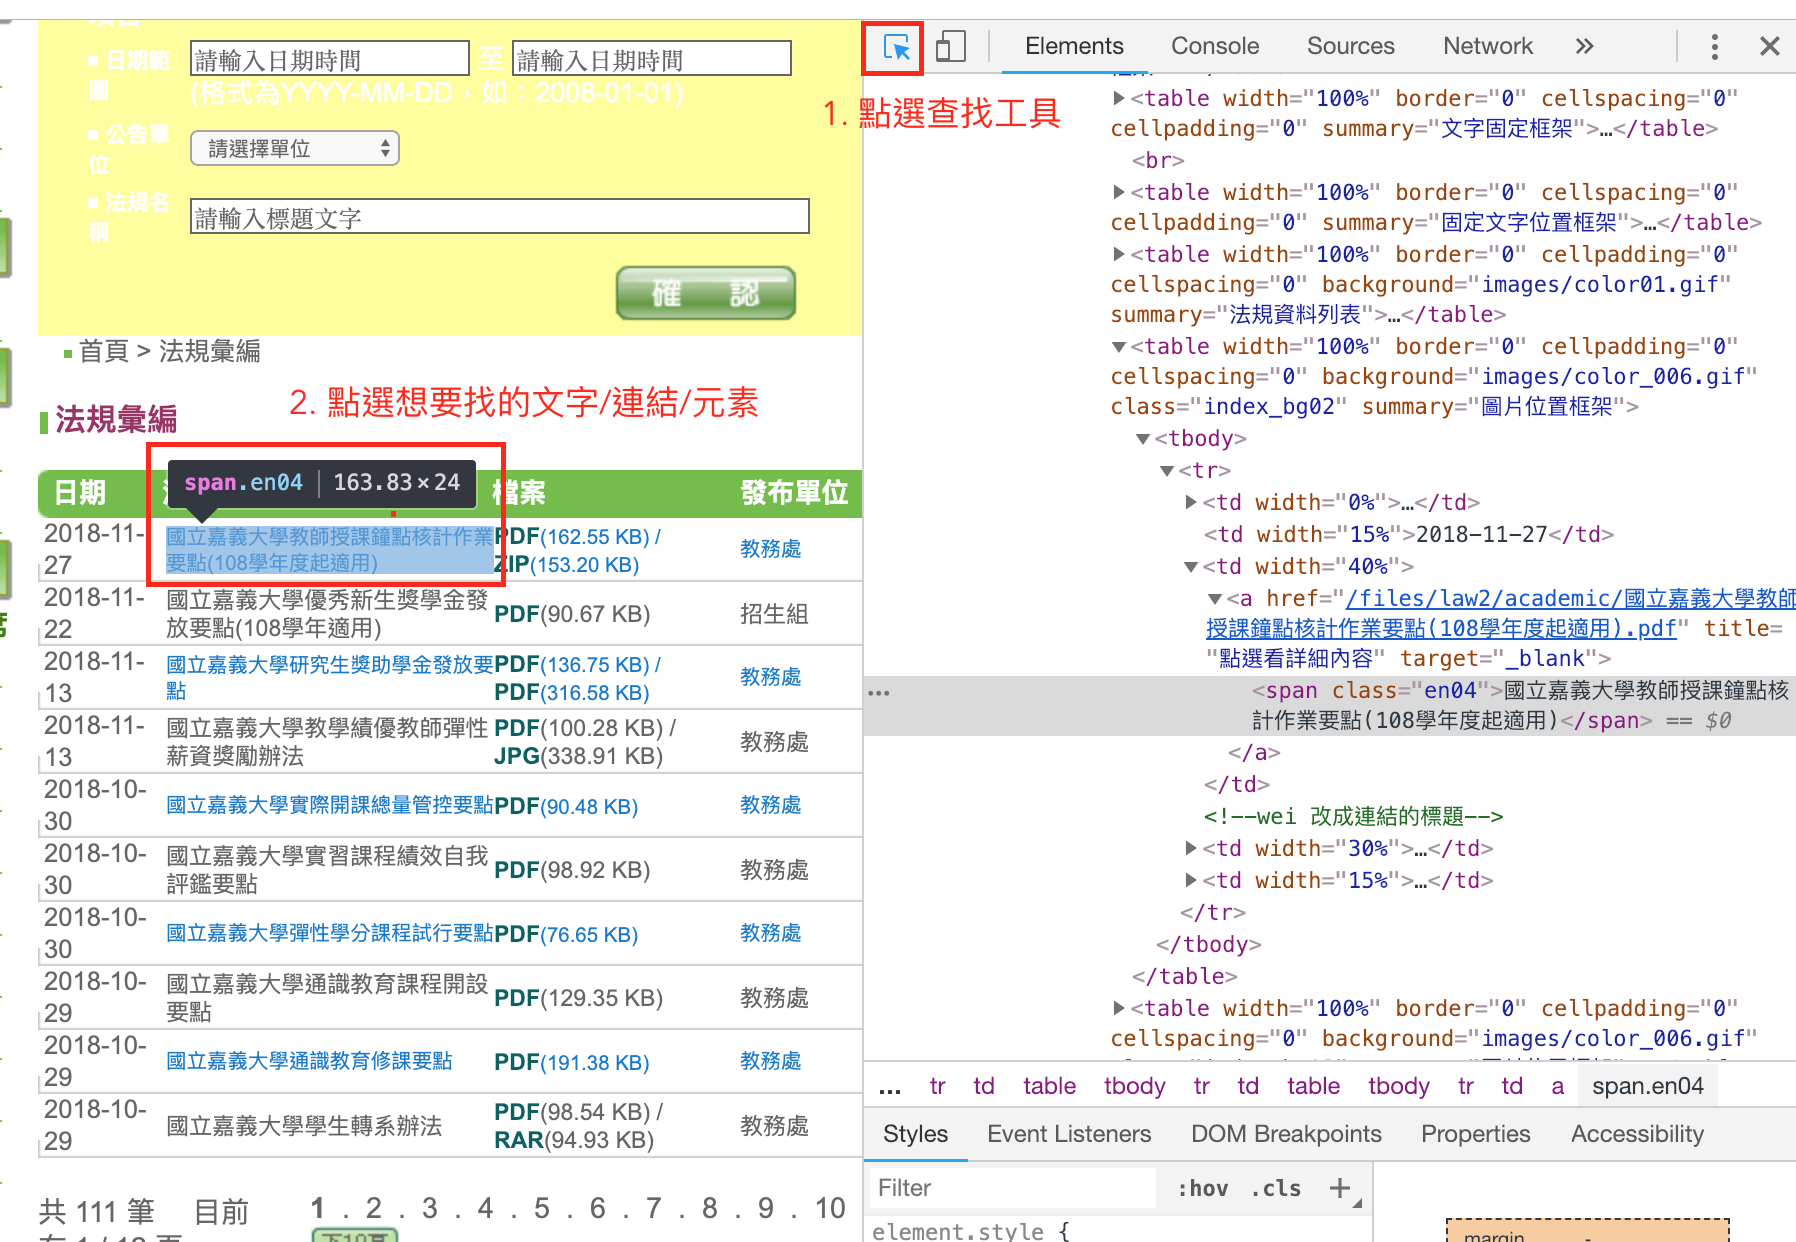 日期範圍
請輸入日期時間 至 請輸入日期時間
(格式為YYYY-MM-DD，如：2008-01-01)
公告單位
請選擇單位
法規名稱
請輸入標題文字
確 認
首頁 > 法規彙編
1. 點選查找工具
2. 點選想要找的文字/連結/元素
法規彙編
span.en04 | 163.83×24
日期 檔案 發布單位
2018-11-27
國立嘉義大學教師授課鐘點核計作業
要點(108學年度起適用)
PDF(162.55 KB) /
ZIP(153.20 KB)
教務處
2018-11-22
國立嘉義大學優秀新生獎學金發
放要點(108學年適用)
PDF(90.67 KB)
招生組
2018-11-13
國立嘉義大學研究生獎助學金發放要
點
PDF(136.75 KB) /
PDF(316.58 KB)
教務處
2018-11-13
國立嘉義大學教學績優教師彈性
薪資獎勵辦法
PDF(100.28 KB) /
JPG(338.91 KB)
教務處
2018-10-30
國立嘉義大學實際開課總量管控要點
PDF(90.48 KB)
教務處
2018-10-30
國立嘉義大學實習課程績效自我
評鑑要點
PDF(98.92 KB)
教務處
2018-10-30
國立嘉義大學彈性學分課程試行要點
PDF(76.65 KB)
教務處
2018-10-29
國立嘉義大學通識教育課程開設
要點
PDF(129.35 KB)
教務處
2018-10-29
國立嘉義大學通識教育修課要點
PDF(191.38 KB)
教務處
2018-10-29
國立嘉義大學學生轉系辦法
PDF(98.54 KB) /
RAR(94.93 KB)
教務處
共 111 筆 目前
1 . 2 . 3 . 4 . 5 . 6 . 7 . 8 . 9 . 10
Elements Console Sources Network »
▶<table width="100%" border="0" cellspacing="0"
cellpadding="0" summary="文字固定框架">…</table>
<br>
▶<table width="100%" border="0" cellspacing="0"
cellpadding="0" summary="固定文字位置框架">…</table>
▶<table width="100%" border="0" cellpadding="0"
cellspacing="0" background="images/color01.gif"
summary="法規資料列表">…</table>
▼<table width="100%" border="0" cellpadding="0"
cellspacing="0" background="images/color_006.gif"
class="index_bg02" summary="圖片位置框架">
▼<tbody>
▼<tr>
▶<td width="0%">…</td>
<td width="15%">2018-11-27</td>
▼<td width="40%">
▼<a href="/files/law2/academic/國立嘉義大學教師
授課鐘點核計作業要點(108學年度起適用).pdf" title=
"點選看詳細內容" target="_blank">
<span class="en04">國立嘉義大學教師授課鐘點核
計作業要點(108學年度起適用)</span> == $0
</a>
</td>
<!--wei 改成連結的標題-->
▶<td width="30%">…</td>
▶<td width="15%">…</td>
</tr>
</tbody>
</table>
▶<table width="100%" border="0" cellpadding="0"
cellspacing="0" background="images/color_006.gif"
... tr td table tbody tr td table tbody tr td a span.en04
Styles Event Listeners DOM Breakpoints Properties Accessibility
Filter :hov .cls +
element.style {
margin -